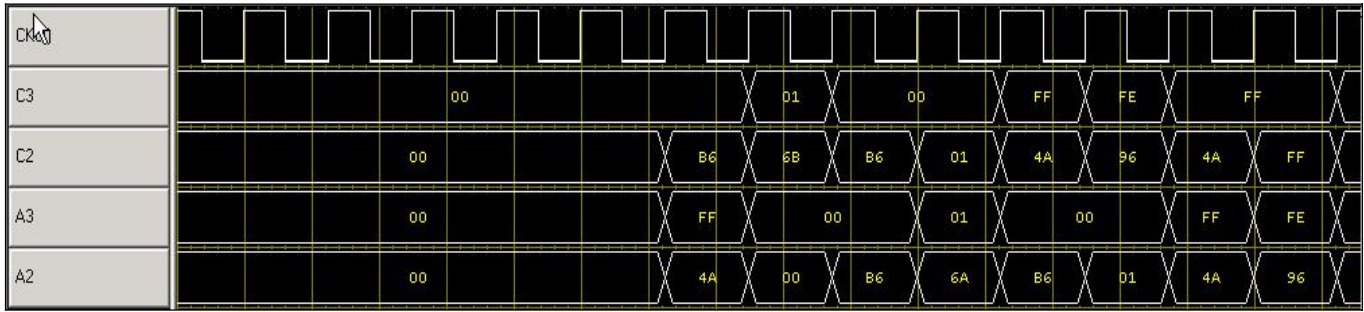 CK
C3 00 01 00 FF FE FF
C2 00 B6 6B B6 01 4A 96 4A FF
A3 00 FF 00 01 00 FF FE
A2 00 4A 00 B6 6A B6 01 4A 96